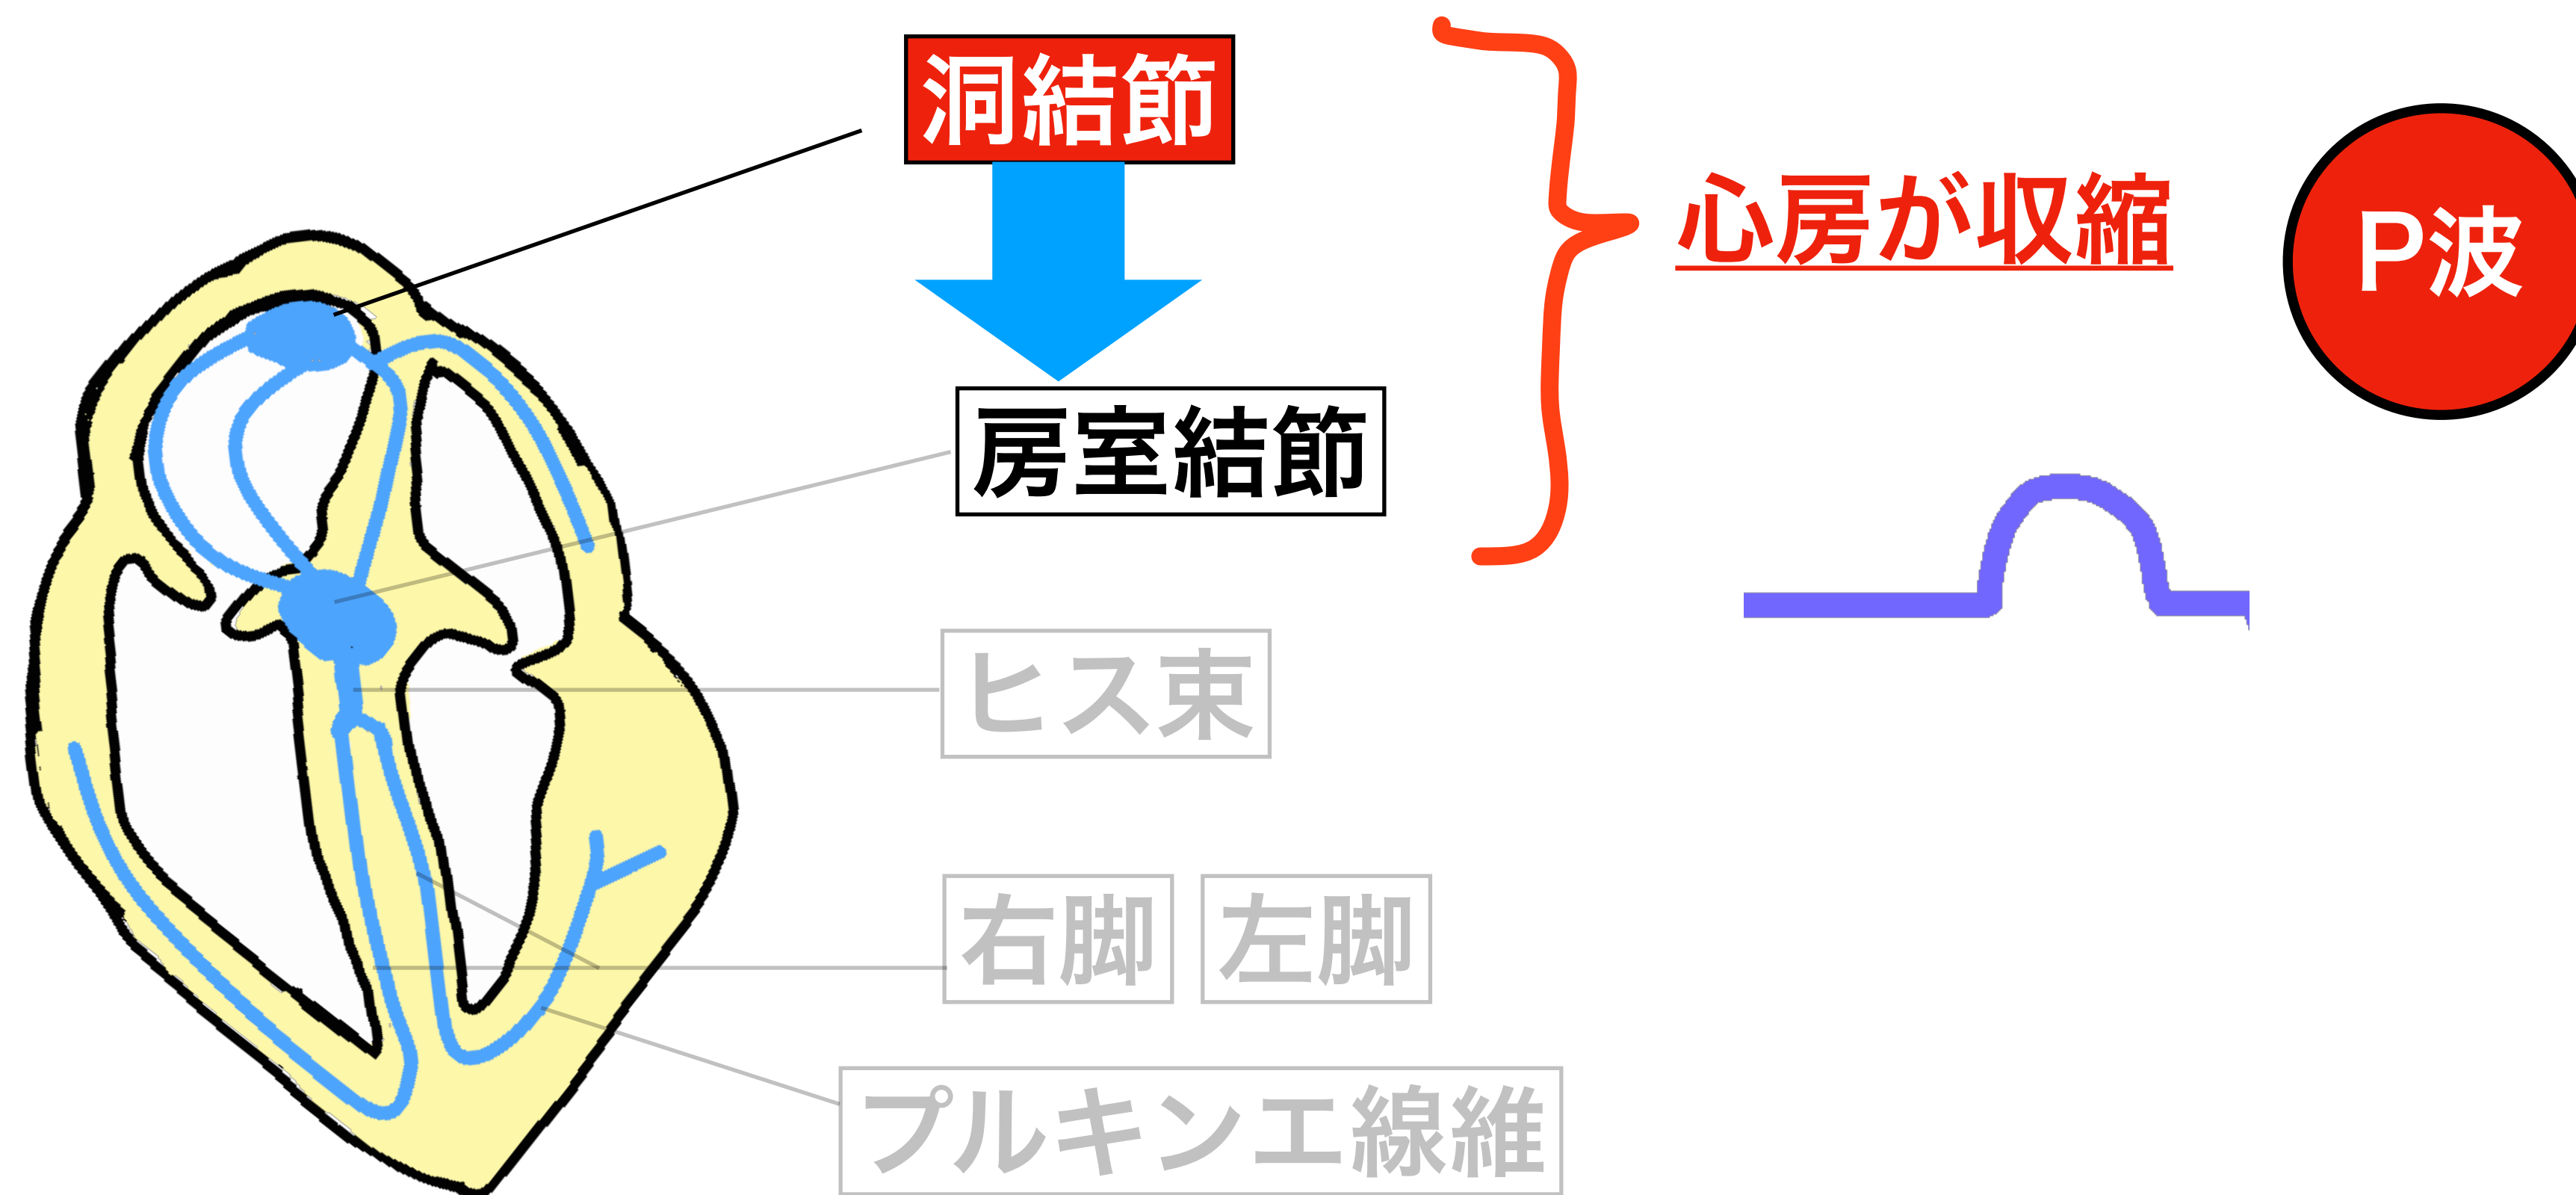 洞結節
心房が収縮
P波
房室結節
ヒス束
右脚
左脚
プルキンエ線維